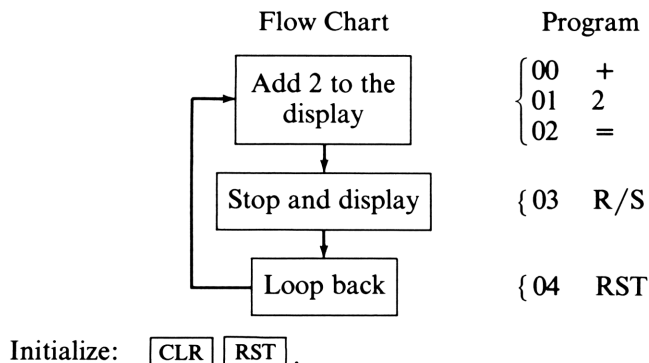 Flow Chart Program
Add 2 to the
display
{ 00 +
01 2
02 =
Stop and display { 03 R/S
Loop back { 04 RST
Initialize: CLR RST .